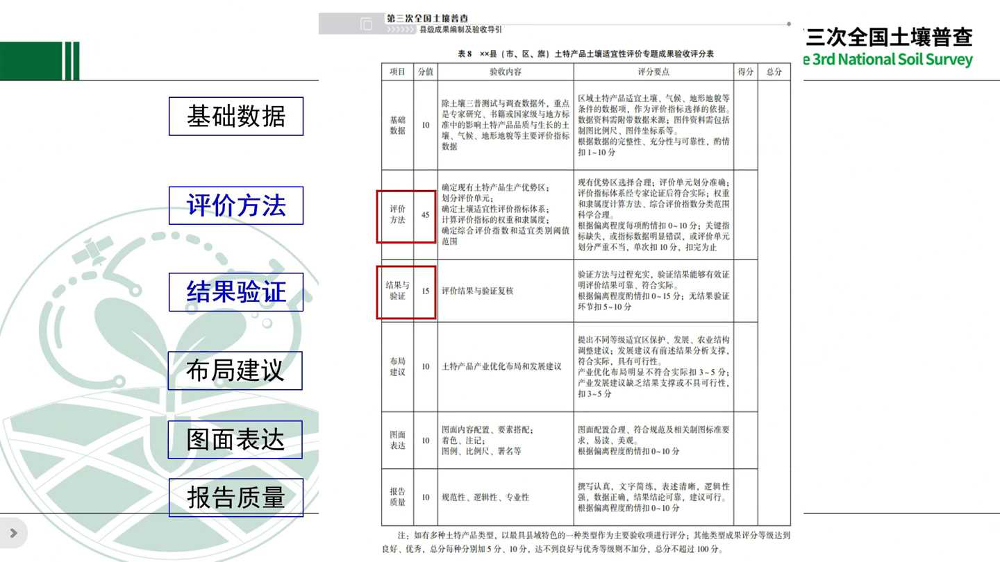 第三次全国土壤普查
县级成果编制及验收导引
三次全国土壤普查
e 3rd National Soil Survey
基础数据
评价方法
结果验证
布局建议
图面表达
报告质量
表 8 ××县（市、区、旗）土特产品土壤适宜性评价专题成果验收评分表
项目 分值 验收内容 评分要点 得分 总分
基础
数据
10
除土壤三普测试与调查数据外，重点
是专家研究、书籍或国家级与地方标
准中的影响土特产品品质与生长的土
壤、气候、地形地貌等主要评价指标
数据
区域土特产品适宜土壤、气候、地形地貌等
条件的数据项，作为评价指标选择的依据。
数据资料需附带数据来源；图件资料需包括
制图比例尺、图件坐标系等。
根据数据的完整性、充分性与可靠性，酌情
扣 1~10 分
评价
方法
45
确定现有土特产品生产优势区；
划分评价单元；
确定土壤适宜性评价指标体系；
计算评价指标的权重和隶属度；
确定综合评价指数和适宜类别阈值
范围
现有优势区选择合理；评价单元划分准确；
评价指标体系经专家论证后符合实际；权重
和隶属度计算方法、综合评价指数分类范围
科学合理。
根据偏离程度每项酌情扣 0~10 分；关键指
标缺失，或指标数据明显错误，或评价单元
划分严重不当，单次扣 10 分，扣完为止
结果与
验证
15
评价结果与验证复核
验证方法与过程充实，验证结果能够有效证
明评价结果可靠、符合实际。
根据偏离程度酌情扣 0~15 分；无结果验证
环节扣 5~10 分
布局
建议
10
土特产品产业优化布局和发展建议
提出不同等级适宜区保护、发展、农业结构
调整建议；发展建议有前述结果分析支撑，
符合实际，具有可行性。
产业优化布局明显不符合实际扣 3~5 分；
产业发展建议缺乏结果支撑或不具可行性，
扣 3~5 分
图面
表达
10
图面内容配置、要素搭配；
着色、注记；
图例、比例尺、署名等
图面配置合理、符合规范及相关制图标准要
求，易读、美观。
根据偏离程度酌情扣 0~10 分
报告
质量
10
规范性、逻辑性、专业性
撰写认真，文字简练，表述清晰，逻辑性
强，数据正确，结果结论可靠，建议可行。
根据偏离程度酌情扣 0~10 分
注：如有多种土特产品类型，以最具县域特色的一种类型作为主要验收项进行评分；其他类型成果评分等级达到
良好、优秀，总分每种分别加 5 分、10 分，达不到良好与优秀等级则不加分，总分不超过 100 分。